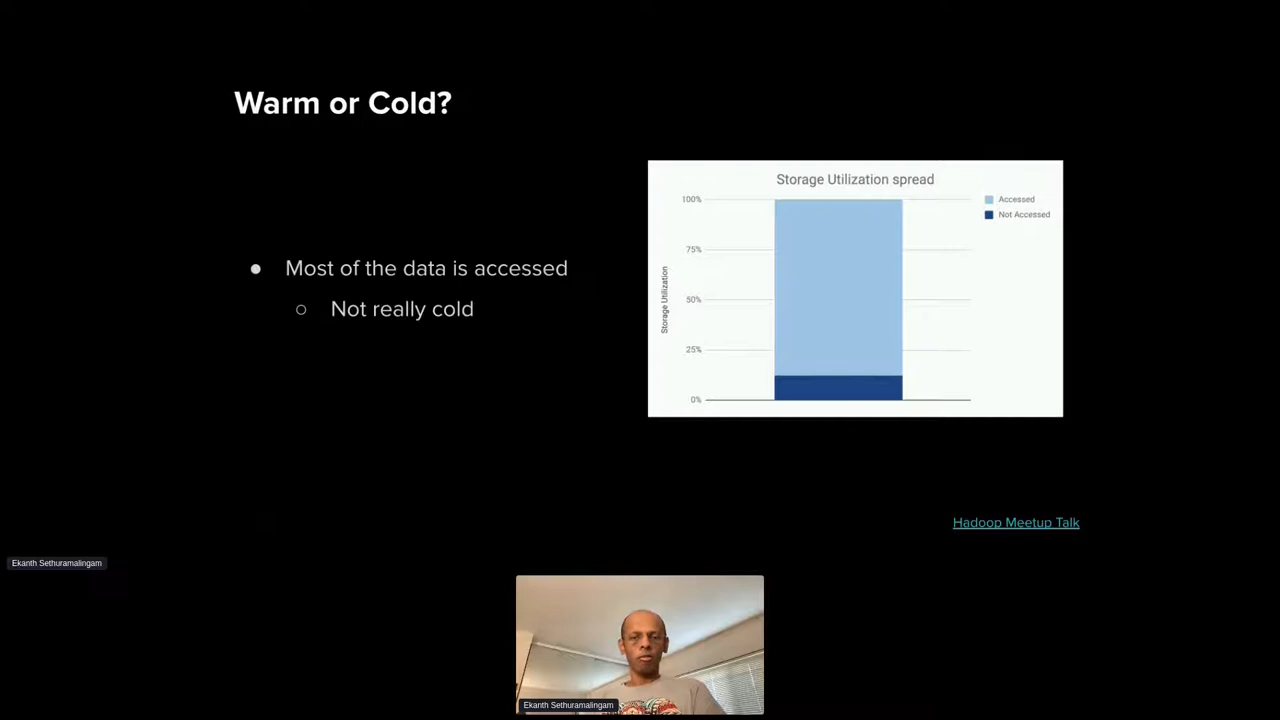 Warm or Cold?
● Most of the data is accessed
○ Not really cold
Storage Utilization spread
100%
75%
50%
25%
0%
Storage Utilization
Accessed
Not Accessed
Hadoop Meetup Talk
Ekanth Sethuramalingam
Ekanth Sethuramalingam